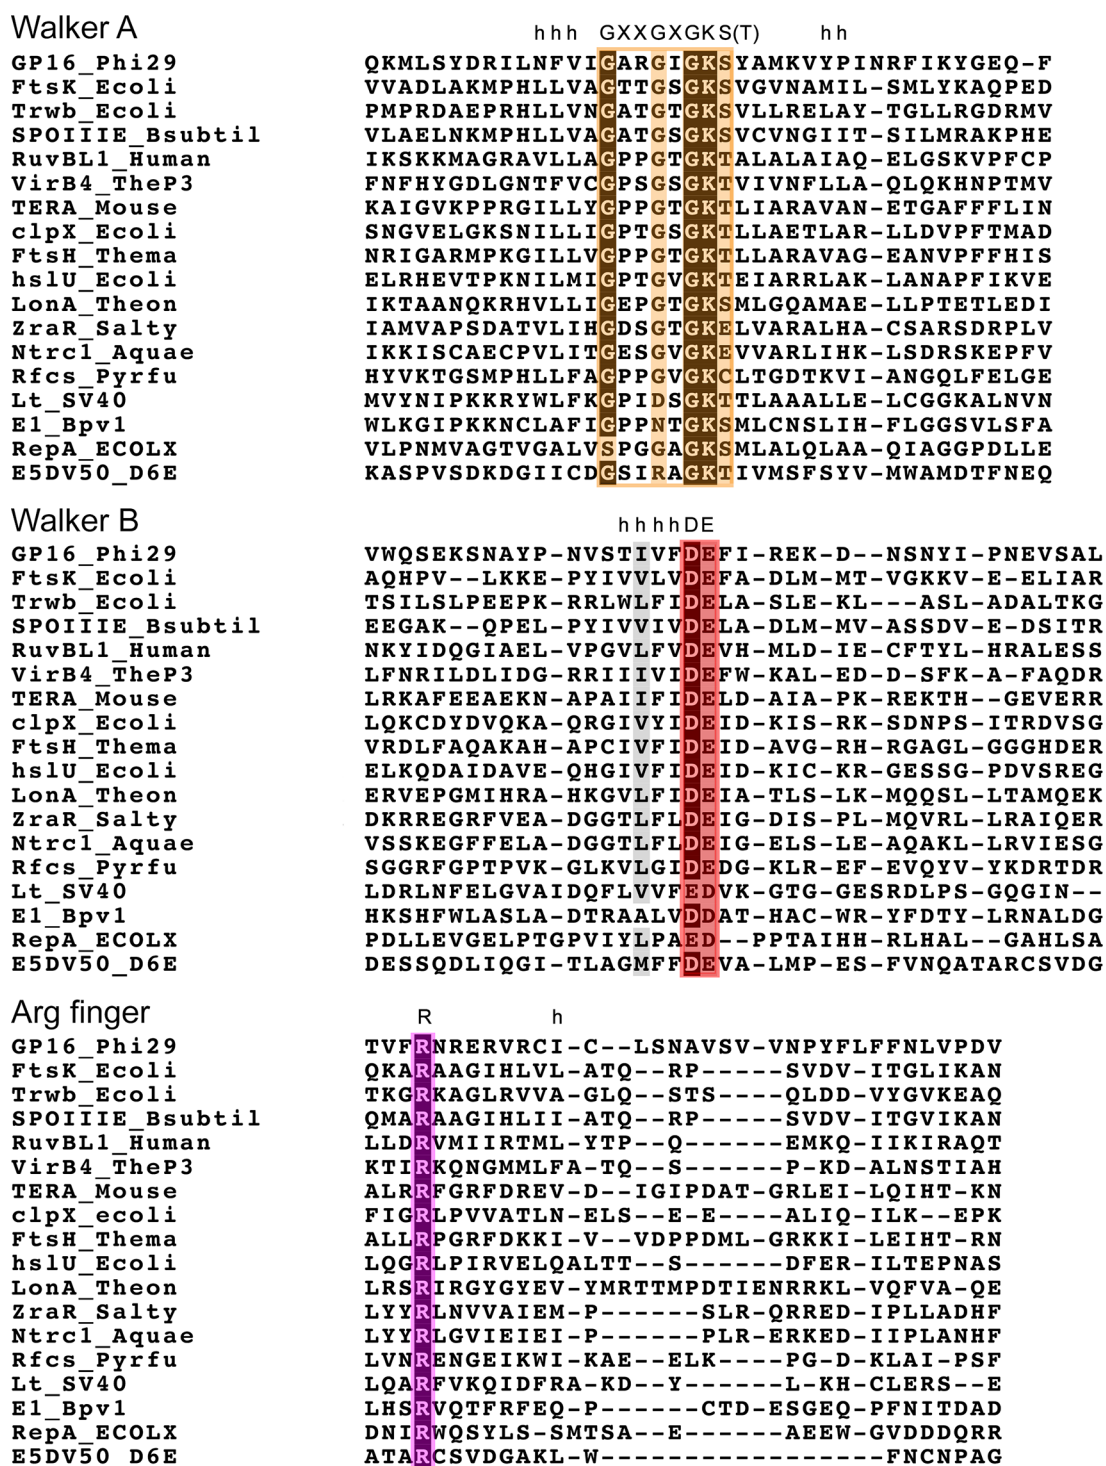 Walker A
h h h GXXGXGKS(T) h h
GP16_Phi29 QKMLSYDRILNFVIGARGIGKSYAMKVYPINRFIKYGEQ-F
FtsK_Ecoli VVADLAKMPHLLVAGTTGSGKSVGVNAMIL-SMLYKAQPED
Trwb_Ecoli PMPRDAEPRHLLVNGATGTGKSVLLRELAY-TGLLRGDRMV
SPOIIIE_Bsubtil VLAELNKMPHLLVAGATGSGKSVCVNGIIT-SILMRAKPHE
RuvBL1_Human IKSKKMAGRAVLLAGPPGTGKTALALAIAQ-ELGSKVPFCP
VirB4_TheP3 FNFHYGDLGNTFVCGPSGSGKTVIVNFLLA-QLQKHNPTMV
TERA_Mouse KAIGVKPPRGILLYGPPGTGKTLIARAVAN-ETGAFFFLIN
clpX_Ecoli SNGVELGKSNILLIGPTGSGKTLLAETLAR-LLDVPFTMAD
FtsH_Thema NRIGARMPKGILLVGPPGTGKTLLARAVAG-EANVPFFHIS
hslU_Ecoli ELRHEVTPKNILMIGPTGVGKTEIARRLAK-LANAPFIKVE
LonA_Theon IKTAANQKRHVLLIGEPGTGKSMLGQAMAE-LLPTETLEDI
ZraR_Salty IAMVAPSDATVLIHGDSGTGKELVARALHA-CSARSDRPLV
Ntrc1_Aquae IKKISCAECPVLITGESGVGKEVVARLIHK-LSDRSKEPFV
Rfcs_Pyrfu HYVKTGSMPHLLFAGPPGVGKCLTGDTKVI-ANGQLFELGE
Lt_SV40 MVYNIPKKRYWLFKGPIDSGKTTLAAALLE-LCGGKALNVN
E1_Bpv1 WLKGIPKKNCLAFIGPPNTGKSMLCNSLIH-FLGGSVLSFA
RepA_ECOLX VLPNMVAGTVGALVSPGGAGKSMLALQLAA-QIAGGPDLLE
E5DV50_D6E KASPVSDKDGIIICDGSIRAGKTIVMSFSYV-MWAMDTFNEQ
Walker B
h h h h D E
GP16_Phi29 VWQSEKSNAYP-NVSTIVFDEFI-REK-D--NSNYI-PNEVSAL
FtsK_Ecoli AQHPV--LKKE-PYIVVLVDEFA-DLM-MT-VGKKV-E-ELIAR
Trwb_Ecoli TSILSLPEEPK-RRLWLFIDELA-SLE-KL---ASL-ADALTKG
SPOIIIE_Bsubtil EEGAK--QPEL-PYIVVIVDELA-DLM-MV-ASSDV-E-DSITR
RuvBL1_Human NKYIDQGIAEL-VPGVLFVDEVH-MLD-IE-CFTYL-HRALESS
VirB4_TheP3 LFNRILDLIDG-RRIIIVIDEFW-KAL-ED-D-SFK-A-FAQDR
TERA_Mouse LRKAFEEAEKN-APAIIFIDELD-AIA-PK-REKTH--GEVERR
clpX_Ecoli LQKCDYDVQKA-QRGIVYIDEID-KIS-RK-SDNPS-ITRDVSG
FtsH_Thema VRDLFAQAKAH-APCIVFIDEID-AVG-RH-RGAGL-GGGHDER
hslU_Ecoli ELKQDAIDAVE-QHGIVFIDEID-KIC-KR-GESSG-PDVSREG
LonA_Theon ERVEPGMIHRA-HKGVLFIDEIA-TLS-LK-MQQSL-LTAMQEK
ZraR_Salty DKRREGRFVEA-DGGTLFLDEIG-DIS-PL-MQVRL-LRAIQER
Ntrc1_Aquae VSSKEGFFELA-DGGTLFLDEIG-ELS-LE-AQAKL-LRVIESG
Rfcs_Pyrfu SGGRFGPTPVK-GLKVLGIDEDG-KLR-EF-EVQYV-YKDRTDR
Lt_SV40 LDRLNFELGVAIDQFLVVFEDVK-GTG-GESRDLPS-GQGIN--
E1_Bpv1 HKSHFWLASLA-DTRAALVDDAT-HAC-WR-YFDTY-LRNALDG
RepA_ECOLX PDLLEVGELPTGPVIYLPAED--PPTAIHH-RLHAL--GAHLSA
E5DV50_D6E DESSQDLIQGI-TLAGMFFDEVA-LMP-ES-FVNQATARCSVDG
Arg finger
R h
GP16_Phi29 TVFRNRERVRCI-C--LSNAVSV-VNPYFLFFNLVPDV
FtsK_Ecoli QKARAAGIHLVL-ATQ--RP-----SVDV-ITGLIKAN
Trwb_Ecoli TKGRKAGLRVVA-GLQ--STS----QLDD-VYGVKEAQ
SPOIIIE_Bsubtil QMARAAGIHLII-ATQ--RP-----SVDV-ITGVIKAN
RuvBL1_Human LLDRVMIIRTML-YTP--Q------EMKQ-IIKIRAQT
VirB4_TheP3 KTIRKQNGMMLFA-TQ--S------P-KD-ALNSTIAH
TERA_Mouse ALRRFGRFDREV-D--IGIPDAT-GRLEI-LQIHT-KN
clpX_ecoli FIGRLPVVATLN-ELS--E-E----ALIQ-ILK--EPK
FtsH_Thema ALLRPGRFDKKI-V--VDPPDML-GRKKI-LEIHT-RN
hslU_Ecoli LQGRLPIRVELQALTT--S------DFER-ILTEPNAS
LonA_Theon LRSRIRGYGYEV-YMRTTMPDTIENRRKL-VQFVA-QE
ZraR_Salty LYYRLNVVAIEM-P------SLR-QRRED-IPLLADHF
Ntrc1_Aquae LYYRLGVIEIEI-P------PLR-ERKED-IIPLANHF
Rfcs_Pyrfu LVNRENGEIKWI-KAE--ELK----PG-D-KLAI-PSF
Lt_SV40 LQARFVKQIDFRA-KD--Y------L-KH-CLERS--E
E1_Bpv1 LHSRVQTFRFEQ-P------CTD-ESGEQ-PFNITDAD
RepA_ECOLX DNIRWQSYLS-SMTSA--E------AEEW-GVDDDQRR
E5DV50_D6E ATARCSVDGAKL-W----------------FNCNPAG